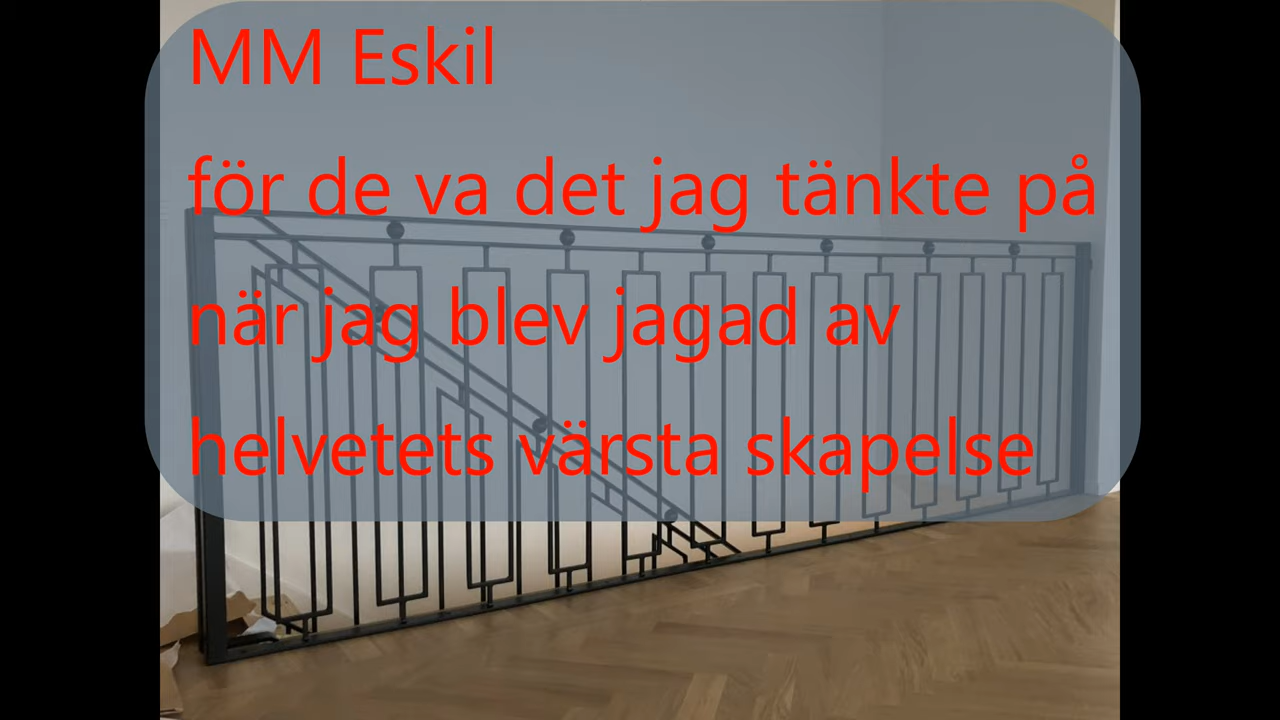 MM Eskil
för de va det jag tänkte på
när jag blev jagad av
helvetets värsta skapelse